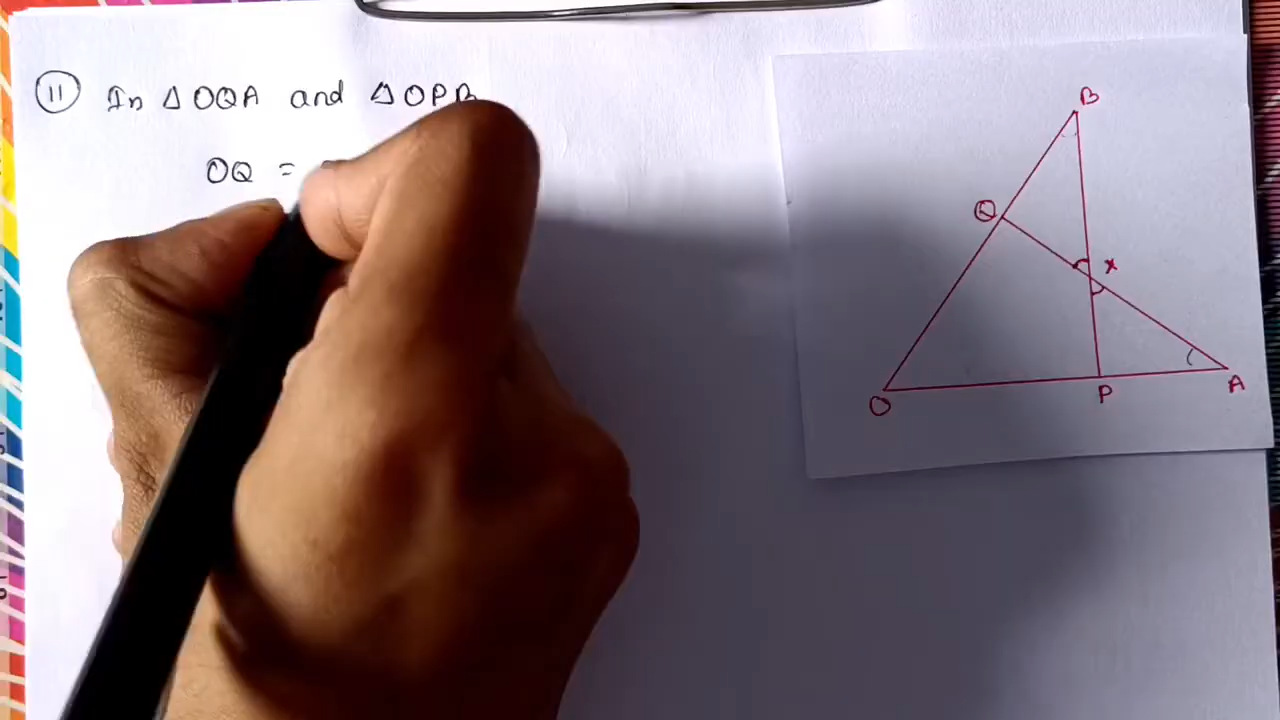 11 In △OQA and △OPB
OQ =
B
Q
x
O
P
A